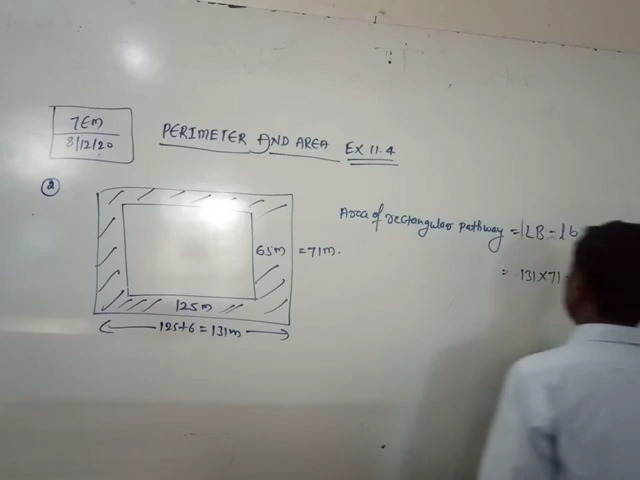 7EM
8/12/20
PERIMETER AND AREA EX 11.4
2
65m = 71m.
125m
125+6 = 131m
Area of rectangular pathway = LB - lb
= 131×71